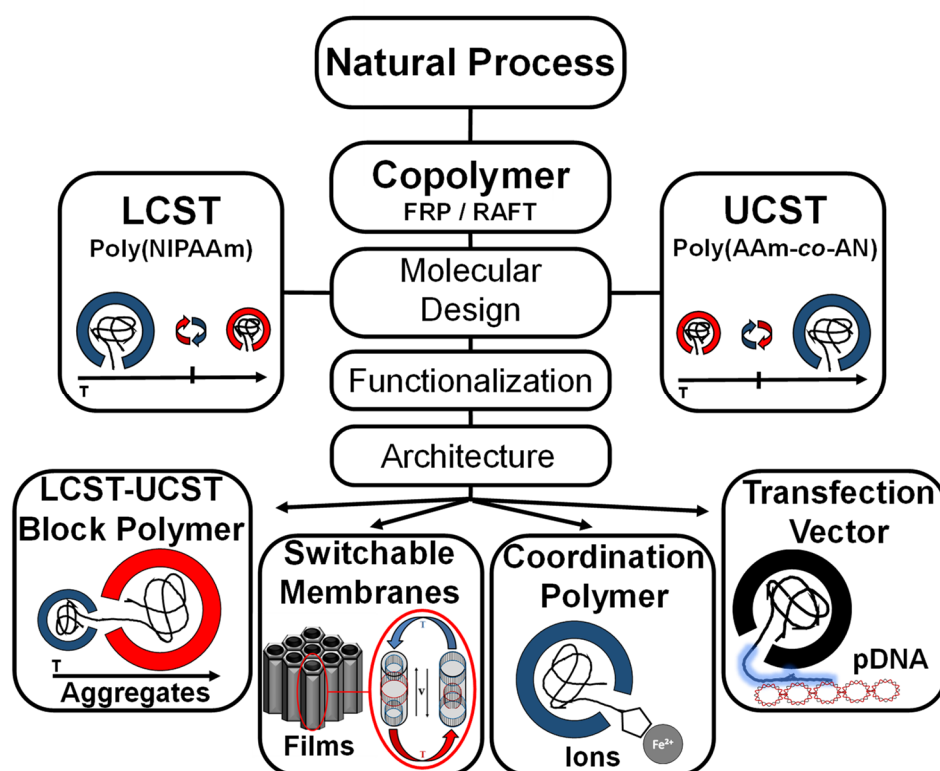 Natural Process
Copolymer
FRP / RAFT
LCST
Poly(NIPAAm)
T
UCST
Poly(AAm-co-AN)
T
Molecular
Design
Functionalization
Architecture
LCST-UCST
Block Polymer
T
Aggregates
Switchable
Membranes
T
v
T
Films
Coordination
Polymer
Fe²⁺
Ions
Transfection
Vector
pDNA